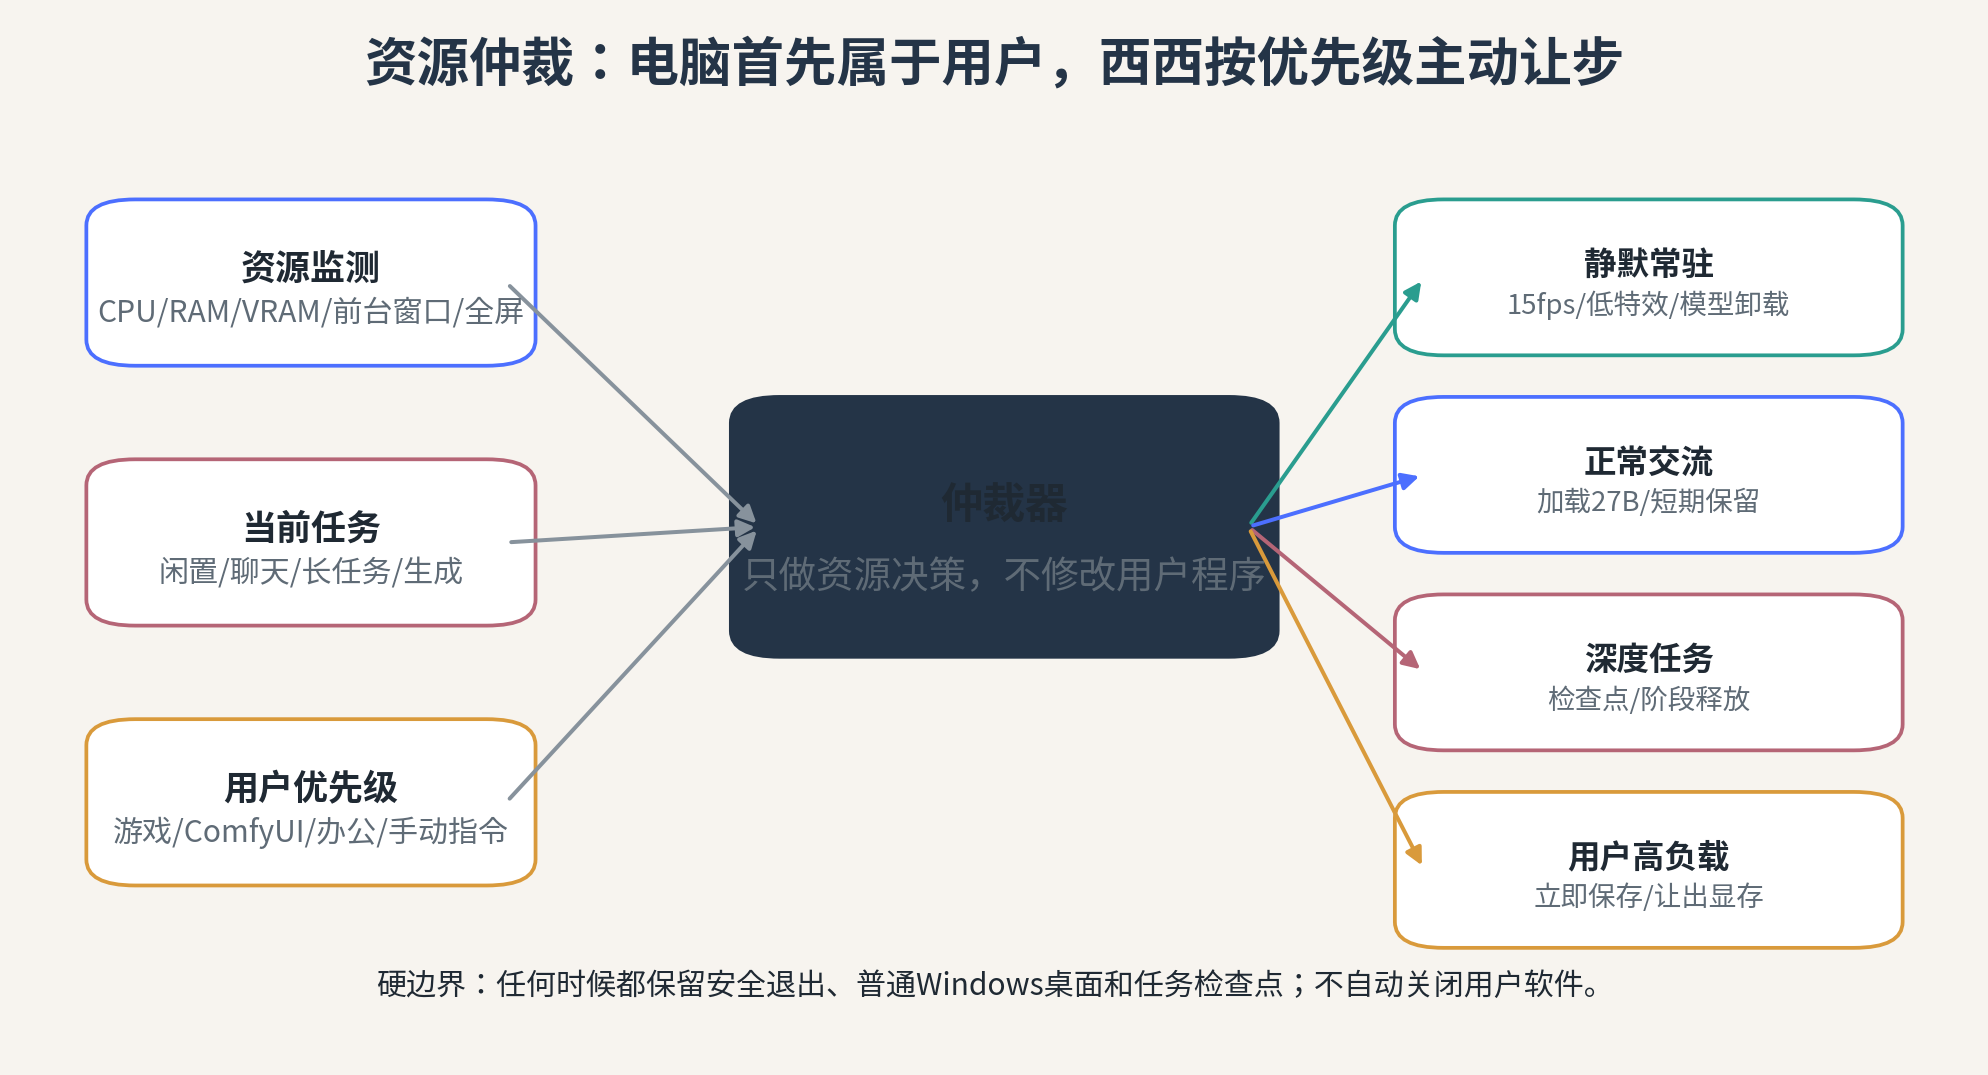 资源仲裁：电脑首先属于用户，西西按优先级主动让步
资源监测
CPU/RAM/VRAM/前台窗口/全屏
当前任务
闲置/聊天/长任务/生成
用户优先级
游戏/ComfyUI/办公/手动指令
仲裁器
只做资源决策，不修改用户程序
静默常驻
15fps/低特效/模型卸载
正常交流
加载27B/短期保留
深度任务
检查点/阶段释放
用户高负载
立即保存/让出显存
硬边界：任何时候都保留安全退出、普通Windows桌面和任务检查点；不自动关闭用户软件。